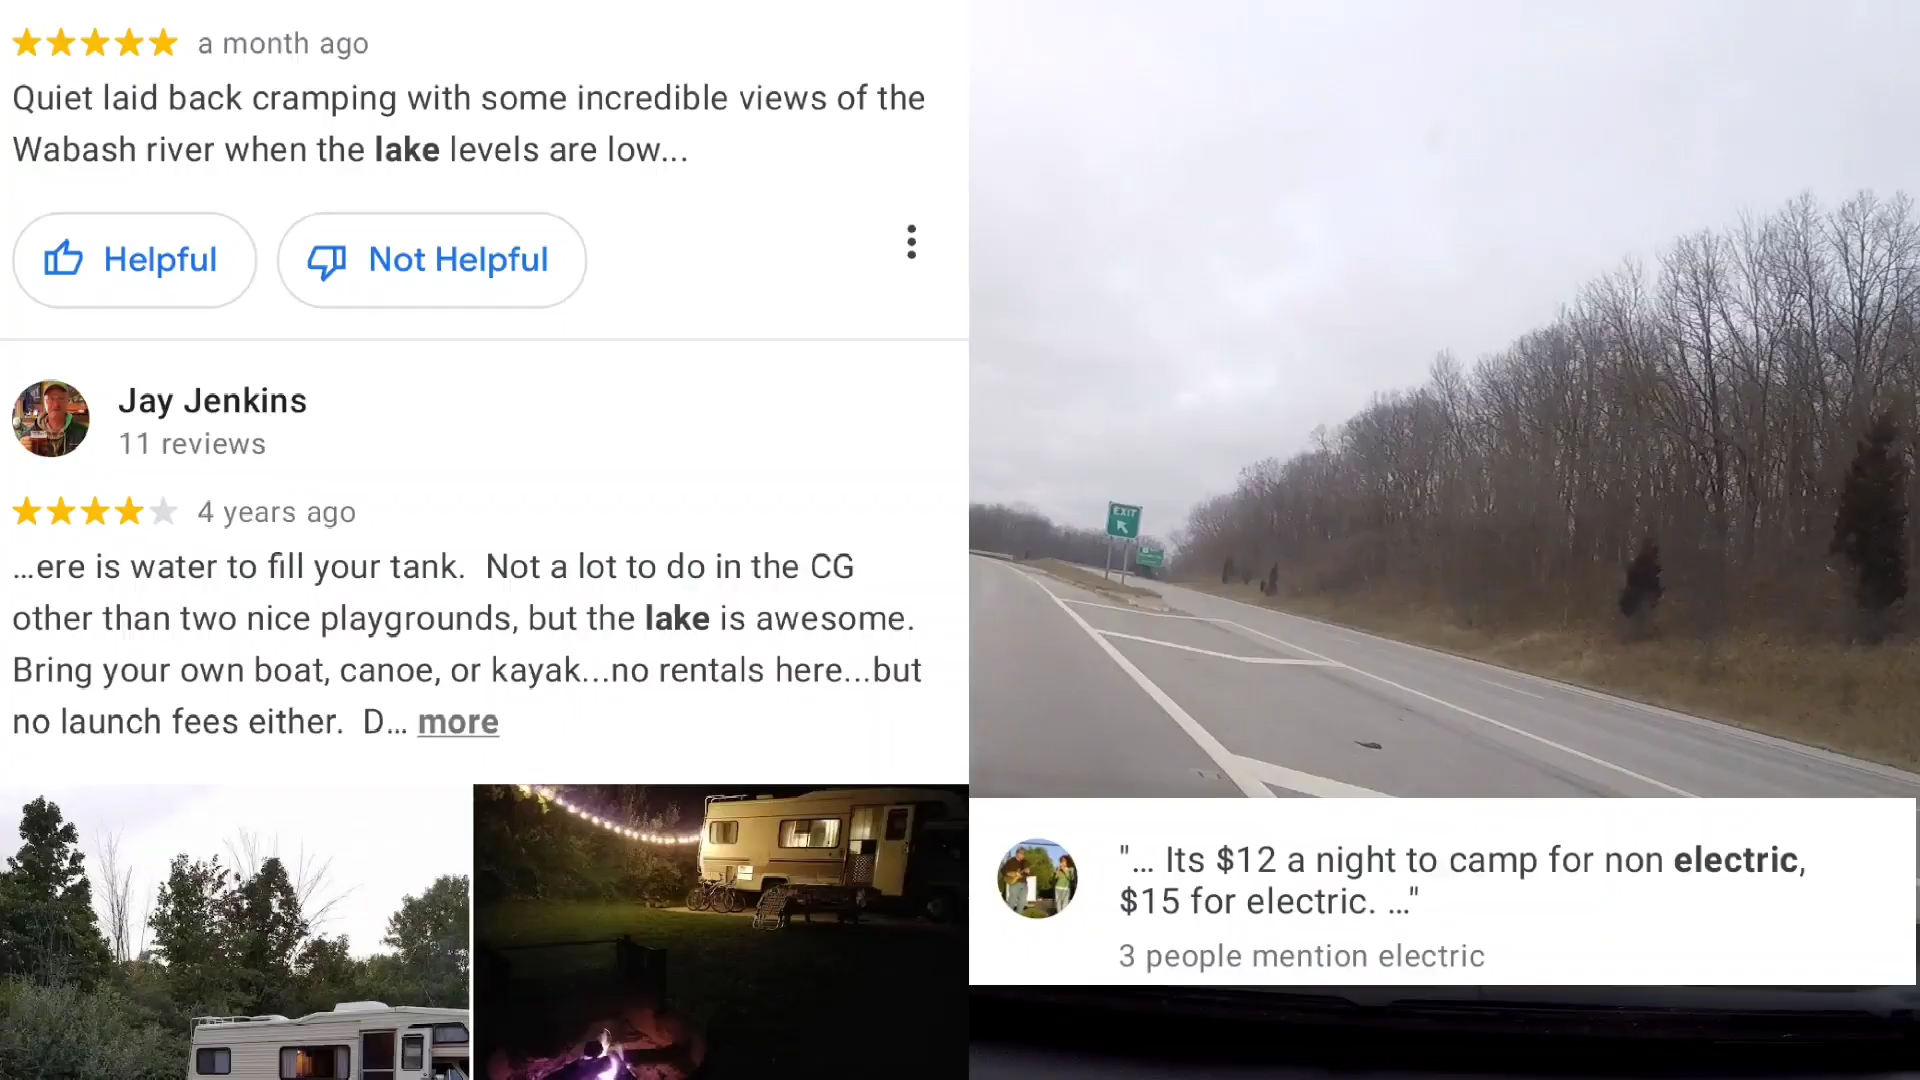 a month ago
Quiet laid back cramping with some incredible views of the
Wabash river when the lake levels are low...
Helpful
Not Helpful
Jay Jenkins
11 reviews
4 years ago
…ere is water to fill your tank.  Not a lot to do in the CG
other than two nice playgrounds, but the lake is awesome.
Bring your own boat, canoe, or kayak...no rentals here...but
no launch fees either.  D… more
EXIT
"… Its $12 a night to camp for non electric,
$15 for electric. …"
3 people mention electric